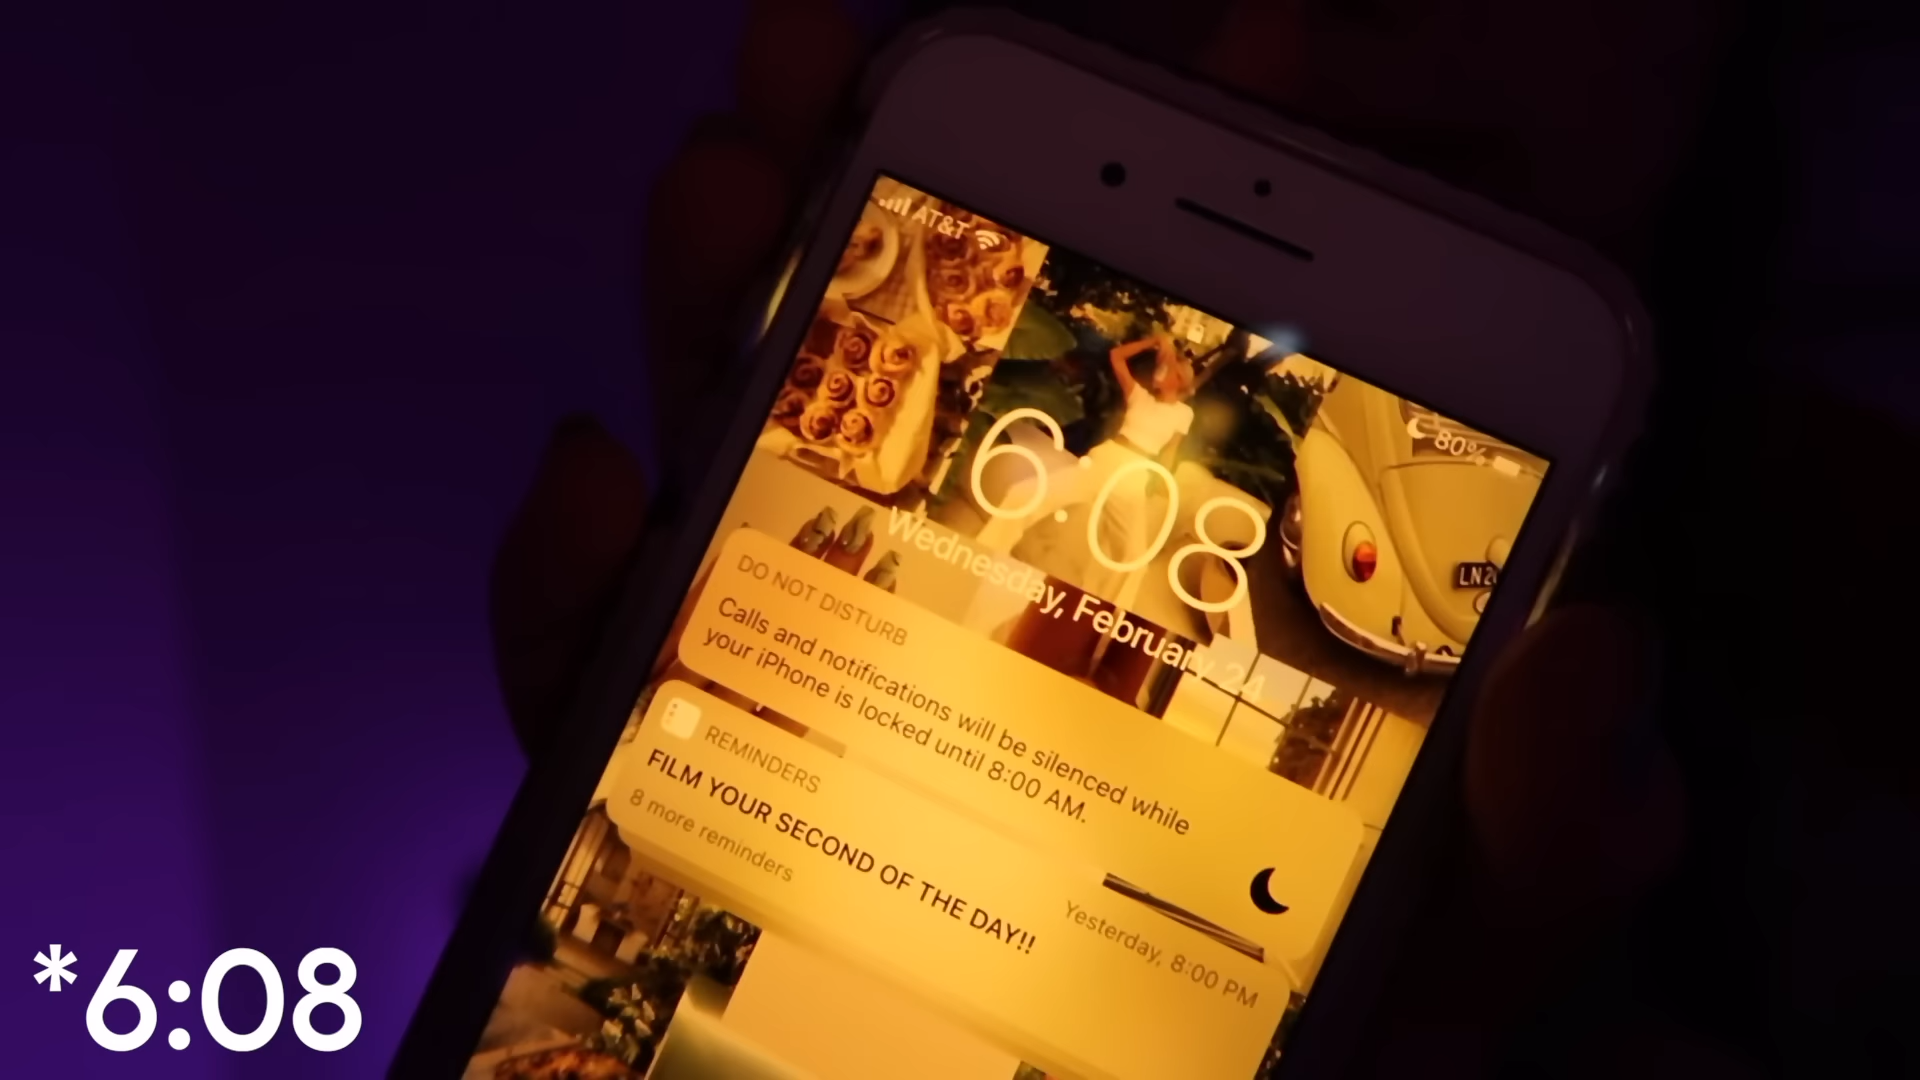 AT&T
80%
6:08
Wednesday, February 24
LN2
DO NOT DISTURB
Calls and notifications will be silenced while
your iPhone is locked until 8:00 AM.
REMINDERS
FILM YOUR SECOND OF THE DAY!!
8 more reminders
Yesterday, 8:00 PM
*6:08